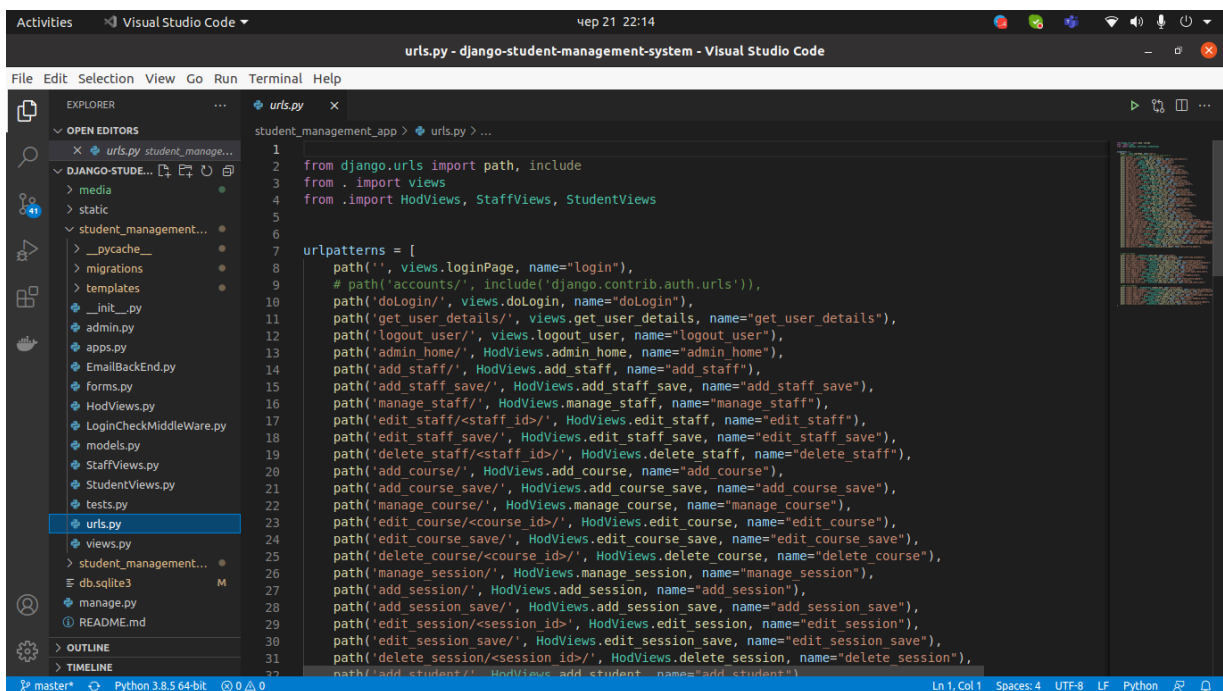 Activities
Visual Studio Code
чер 21 22:14
urls.py - django-student-management-system - Visual Studio Code
File Edit Selection View Go Run Terminal Help
EXPLORER
OPEN EDITORS
urls.py student_manage...
DJANGO-STUDE...
media
static
student_management...
__pycache__
migrations
templates
__init__.py
admin.py
apps.py
EmailBackEnd.py
forms.py
HodViews.py
LoginCheckMiddleWare.py
models.py
StaffViews.py
StudentViews.py
tests.py
urls.py
views.py
student_management...
db.sqlite3 M
manage.py
README.md
OUTLINE
TIMELINE
41
urls.py
student_management_app > urls.py > ...
1
2 from django.urls import path, include
3 from . import views
4 from .import HodViews, StaffViews, StudentViews
5
6
7 urlpatterns = [
8 path('', views.loginPage, name="login"),
9 # path('accounts/', include('django.contrib.auth.urls')),
10 path('doLogin/', views.doLogin, name="doLogin"),
11 path('get_user_details/', views.get_user_details, name="get_user_details"),
12 path('logout_user/', views.logout_user, name="logout_user"),
13 path('admin_home/', HodViews.admin_home, name="admin_home"),
14 path('add_staff/', HodViews.add_staff, name="add_staff"),
15 path('add_staff_save/', HodViews.add_staff_save, name="add_staff_save"),
16 path('manage_staff/', HodViews.manage_staff, name="manage_staff"),
17 path('edit_staff/<staff_id>/', HodViews.edit_staff, name="edit_staff"),
18 path('edit_staff_save/', HodViews.edit_staff_save, name="edit_staff_save"),
19 path('delete_staff/<staff_id>/', HodViews.delete_staff, name="delete_staff"),
20 path('add_course/', HodViews.add_course, name="add_course"),
21 path('add_course_save/', HodViews.add_course_save, name="add_course_save"),
22 path('manage_course/', HodViews.manage_course, name="manage_course"),
23 path('edit_course/<course_id>/', HodViews.edit_course, name="edit_course"),
24 path('edit_course_save/', HodViews.edit_course_save, name="edit_course_save"),
25 path('delete_course/<course_id>/', HodViews.delete_course, name="delete_course"),
26 path('manage_session/', HodViews.manage_session, name="manage_session"),
27 path('add_session/', HodViews.add_session, name="add_session"),
28 path('add_session_save/', HodViews.add_session_save, name="add_session_save"),
29 path('edit_session/<session_id>', HodViews.edit_session, name="edit_session"),
30 path('edit_session_save/', HodViews.edit_session_save, name="edit_session_save"),
31 path('delete_session/<session_id>/', HodViews.delete_session, name="delete_session"),
32 path('add_student/', HodViews.add_student, name="add_student"),
master* Python 3.8.5 64-bit 0 0 Ln 1, Col 1 Spaces: 4 UTF-8 LF Python